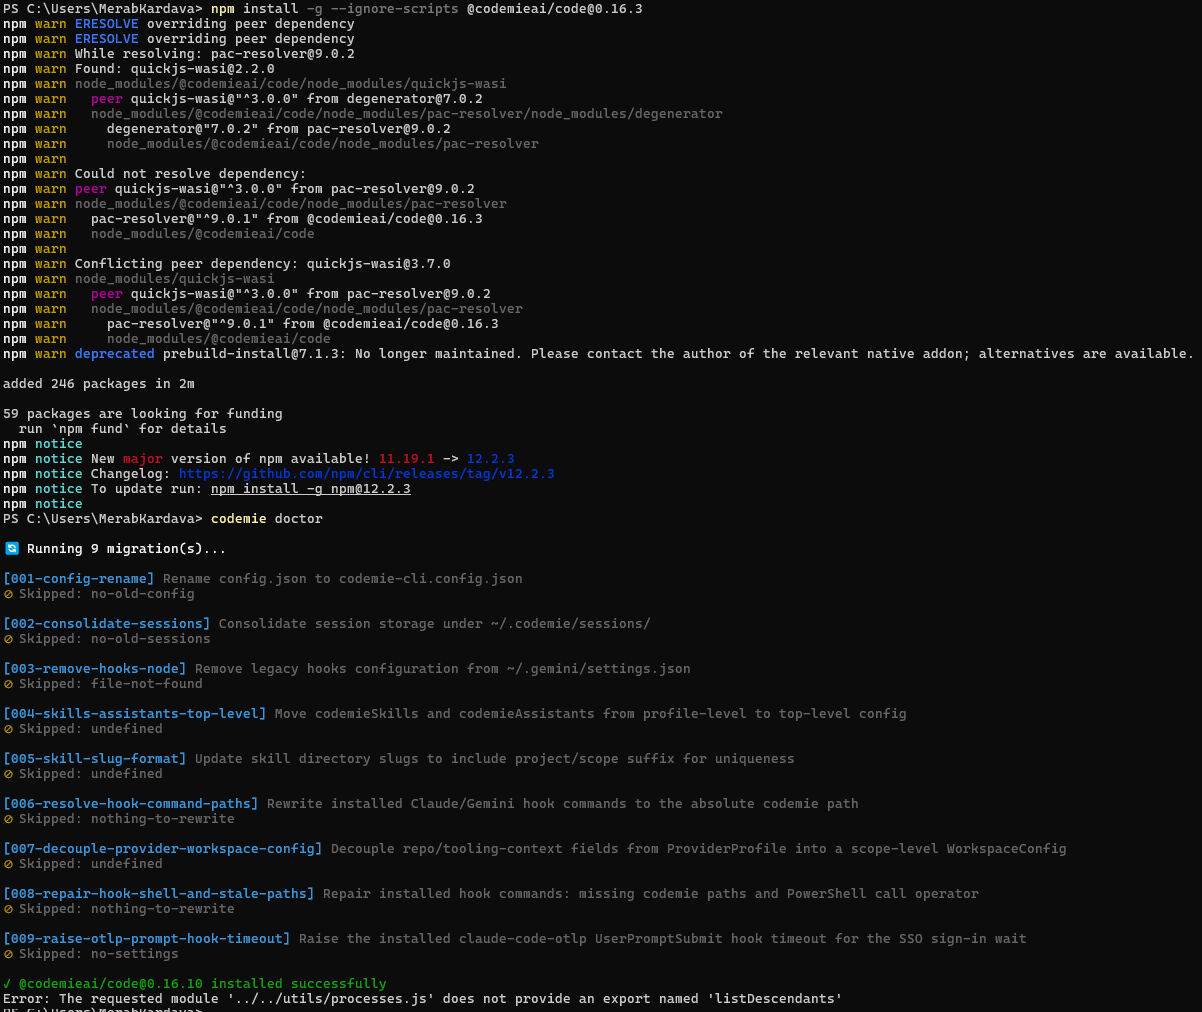 PS C:\Users\MerabKardava> npm install -g --ignore-scripts @codemieai/code@0.16.3
npm warn ERESOLVE overriding peer dependency
npm warn ERESOLVE overriding peer dependency
npm warn While resolving: pac-resolver@9.0.2
npm warn Found: quickjs-wasi@2.2.0
npm warn node_modules/@codemieai/code/node_modules/quickjs-wasi
npm warn   peer quickjs-wasi@"^3.0.0" from degenerator@7.0.2
npm warn   node_modules/@codemieai/code/node_modules/pac-resolver/node_modules/degenerator
npm warn     degenerator@"7.0.2" from pac-resolver@9.0.2
npm warn     node_modules/@codemieai/code/node_modules/pac-resolver
npm warn
npm warn Could not resolve dependency:
npm warn peer quickjs-wasi@"^3.0.0" from pac-resolver@9.0.2
npm warn node_modules/@codemieai/code/node_modules/pac-resolver
npm warn   pac-resolver@"^9.0.1" from @codemieai/code@0.16.3
npm warn   node_modules/@codemieai/code
npm warn
npm warn Conflicting peer dependency: quickjs-wasi@3.7.0
npm warn node_modules/quickjs-wasi
npm warn   peer quickjs-wasi@"^3.0.0" from pac-resolver@9.0.2
npm warn   node_modules/@codemieai/code/node_modules/pac-resolver
npm warn     pac-resolver@"^9.0.1" from @codemieai/code@0.16.3
npm warn     node_modules/@codemieai/code
npm warn deprecated prebuild-install@7.1.3: No longer maintained. Please contact the author of the relevant native addon; alternatives are available.

added 246 packages in 2m

59 packages are looking for funding
  run `npm fund` for details
npm notice
npm notice New major version of npm available! 11.19.1 -> 12.2.3
npm notice Changelog: https://github.com/npm/cli/releases/tag/v12.2.3
npm notice To update run: npm install -g npm@12.2.3
npm notice
PS C:\Users\MerabKardava> codemie doctor

🔄 Running 9 migration(s)...

[001-config-rename] Rename config.json to codemie-cli.config.json
⊘ Skipped: no-old-config

[002-consolidate-sessions] Consolidate session storage under ~/.codemie/sessions/
⊘ Skipped: no-old-sessions

[003-remove-hooks-node] Remove legacy hooks configuration from ~/.gemini/settings.json
⊘ Skipped: file-not-found

[004-skills-assistants-top-level] Move codemieSkills and codemieAssistants from profile-level to top-level config
⊘ Skipped: undefined

[005-skill-slug-format] Update skill directory slugs to include project/scope suffix for uniqueness
⊘ Skipped: undefined

[006-resolve-hook-command-paths] Rewrite installed Claude/Gemini hook commands to the absolute codemie path
⊘ Skipped: nothing-to-rewrite

[007-decouple-provider-workspace-config] Decouple repo/tooling-context fields from ProviderProfile into a scope-level WorkspaceConfig
⊘ Skipped: undefined

[008-repair-hook-shell-and-stale-paths] Repair installed hook commands: missing codemie paths and PowerShell call operator
⊘ Skipped: nothing-to-rewrite

[009-raise-otlp-prompt-hook-timeout] Raise the installed claude-code-otlp UserPromptSubmit hook timeout for the SSO sign-in wait
⊘ Skipped: no-settings

√ @codemieai/code@0.16.10 installed successfully
Error: The requested module '../../utils/processes.js' does not provide an export named 'listDescendants'
PS C:\Users\MerabKardava>